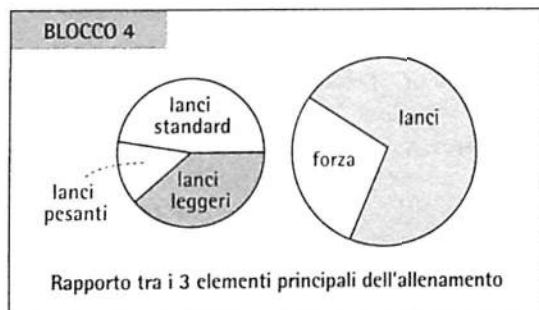 BLOCCO 4
lanci
standard
lanci
pesanti
lanci
leggeri
forza
lanci
Rapporto tra i 3 elementi principali dell'allenamento